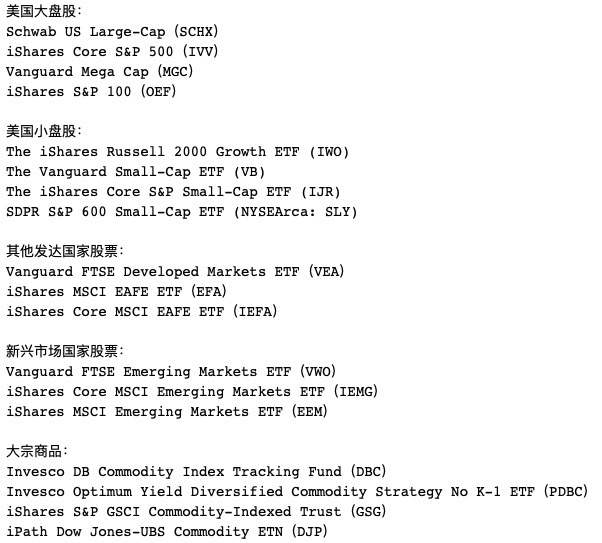 美国大盘股：
Schwab US Large-Cap (SCHX)
iShares Core S&P 500 (IVV)
Vanguard Mega Cap (MGC)
iShares S&P 100 (OEF)
美国小盘股：
The iShares Russell 2000 Growth ETF (IWO)
The Vanguard Small-Cap ETF (VB)
The iShares Core S&P Small-Cap ETF (IJR)
SDPR S&P 600 Small-Cap ETF (NYSEArca: SLY)
其他发达国家股票：
Vanguard FTSE Developed Markets ETF (VEA)
iShares MSCI EAFE ETF (EFA)
iShares Core MSCI EAFE ETF (IEFA)
新兴市场国家股票：
Vanguard FTSE Emerging Markets ETF (VWO)
iShares Core MSCI Emerging Markets ETF (IEMG)
iShares MSCI Emerging Markets ETF (EEM)
大宗商品：
Invesco DB Commodity Index Tracking Fund (DBC)
Invesco Optimum Yield Diversified Commodity Strategy No K-1 ETF (PDBC)
iShares S&P GSCI Commodity-Indexed Trust (GSG)
iPath Dow Jones-UBS Commodity ETN (DJP)